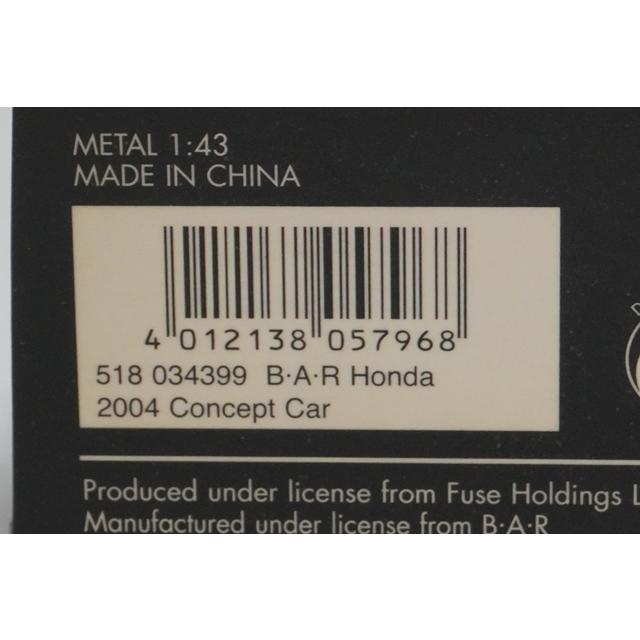 METAL 1:43
MADE IN CHINA
4 012138 057968
518 034399 B·A·R Honda
2004 Concept Car
Produced under license from Fuse Holdings L
Manufactured under license from B·A·R